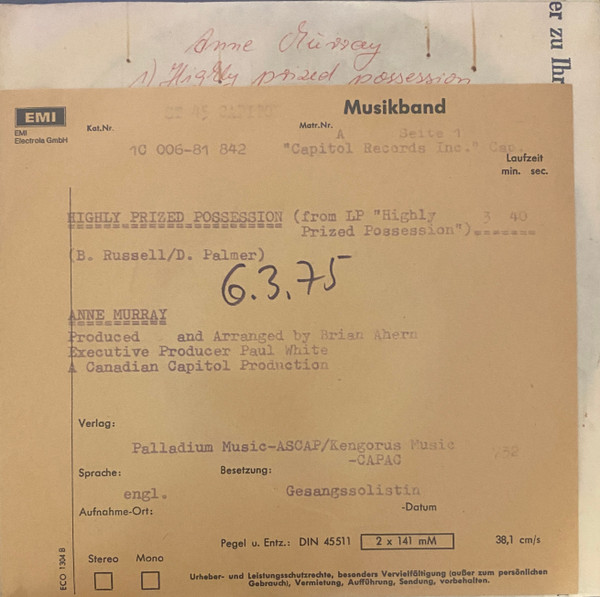 er zu Ihr
Anne Murray
1) Highly prized possession
EMI
EMI
Electrola GmbH
Musikband
Kat.Nr.
Matr.Nr.
A Seite 1
1C 006-81 842 "Capitol Records Inc." Cap.
Laufzeit
min. sec.
HIGHLY PRIZED POSSESSION (from LP "Highly 3 40
Prized Possession")
(B. Russell/D. Palmer)
6.3.75
ANNE MURRAY
Produced and Arranged by Brian Ahern
Executive Producer Paul White
A Canadian Capitol Production
Verlag:
Palladium Music-ASCAP/Kengorus Music
-CAPAC
732
Sprache:
Besetzung:
engl. Gesangssolistin
Aufnahme-Ort:
-Datum
Pegel u. Entz.: DIN 45511 2 x 141 mM 38,1 cm/s
Stereo Mono
ECO 1304 B
Urheber- und Leistungsschutzrechte, besonders Vervielfältigung (außer zum persönlichen
Gebrauch), Vermietung, Aufführung, Sendung, vorbehalten.